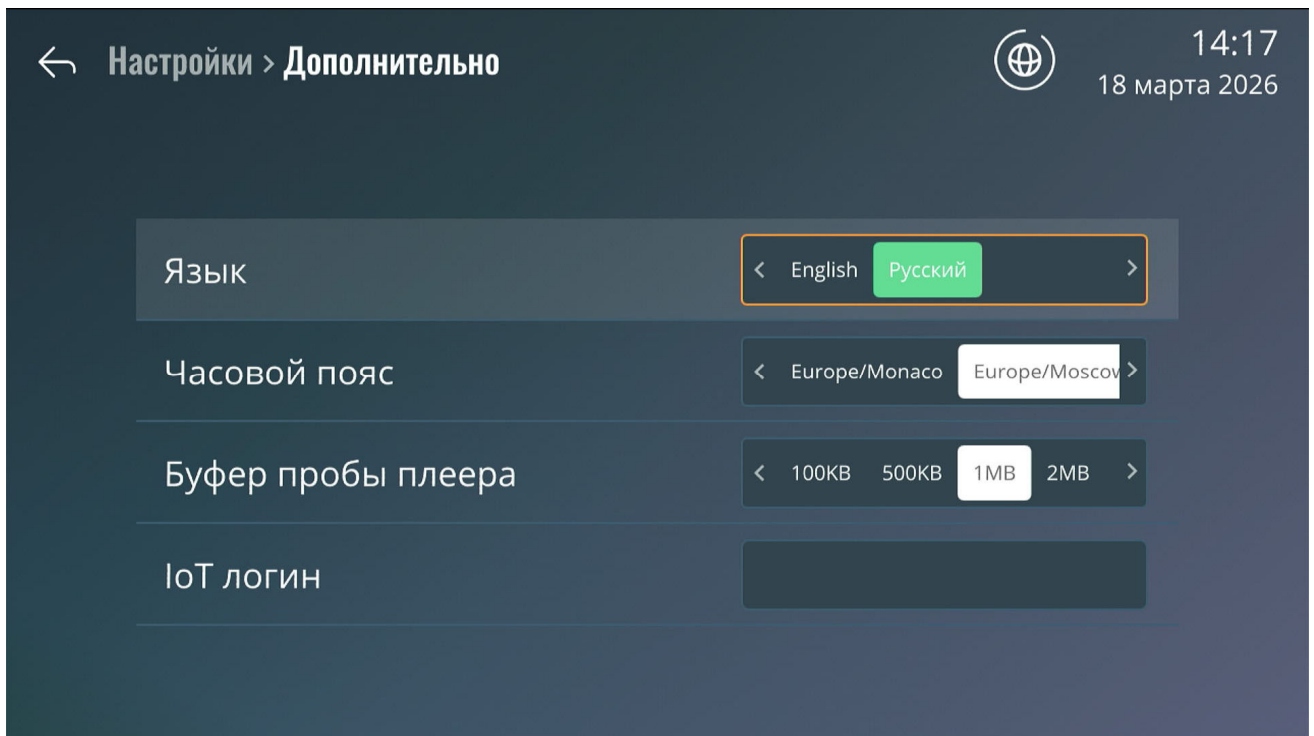 Настройки > Дополнительно
14:17
18 марта 2026
Язык
< English Русский >
Часовой пояс
< Europe/Monaco Europe/Moscow >
Буфер пробы плеера
< 100KB 500KB 1MB 2MB >
IoT логин